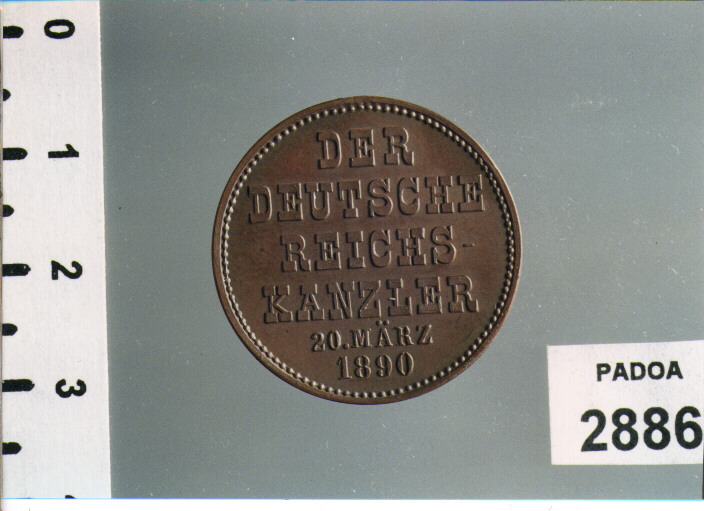 0
1
2
3
DER
DEUTSCHE
REICHS-
KANZLER
20. MÄRZ
1890
PADOA
2886